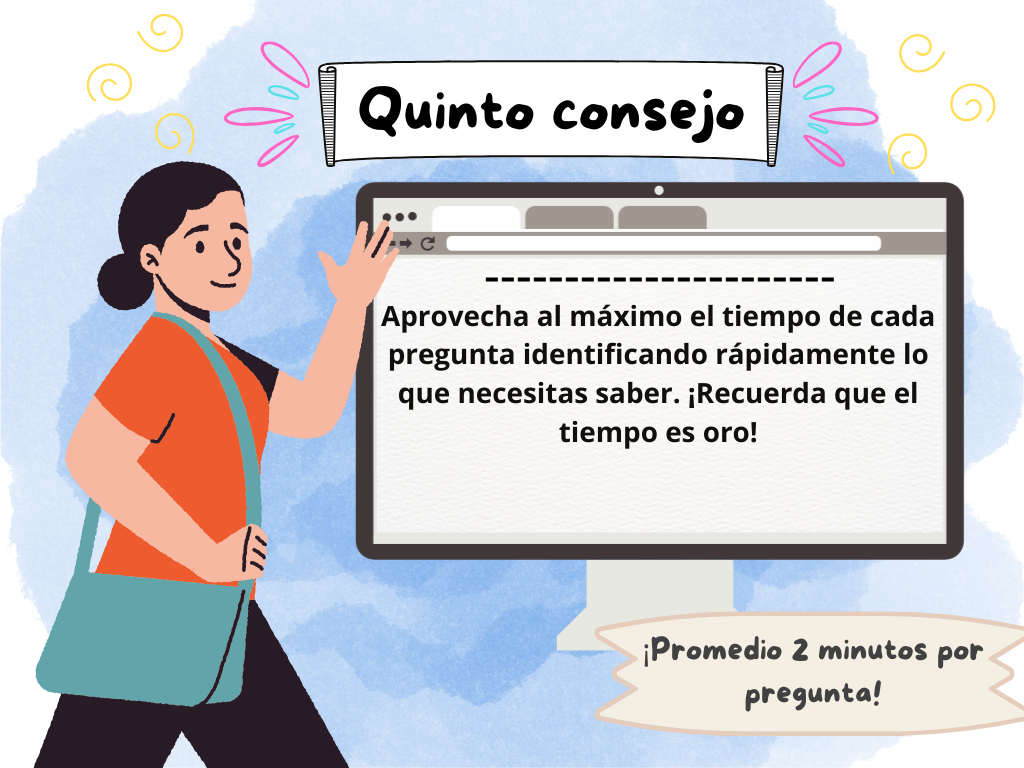 Quinto consejo
----------------------
Aprovecha al máximo el tiempo de cada
pregunta identificando rápidamente lo
que necesitas saber. ¡Recuerda que el
tiempo es oro!
¡Promedio 2 minutos por
pregunta!